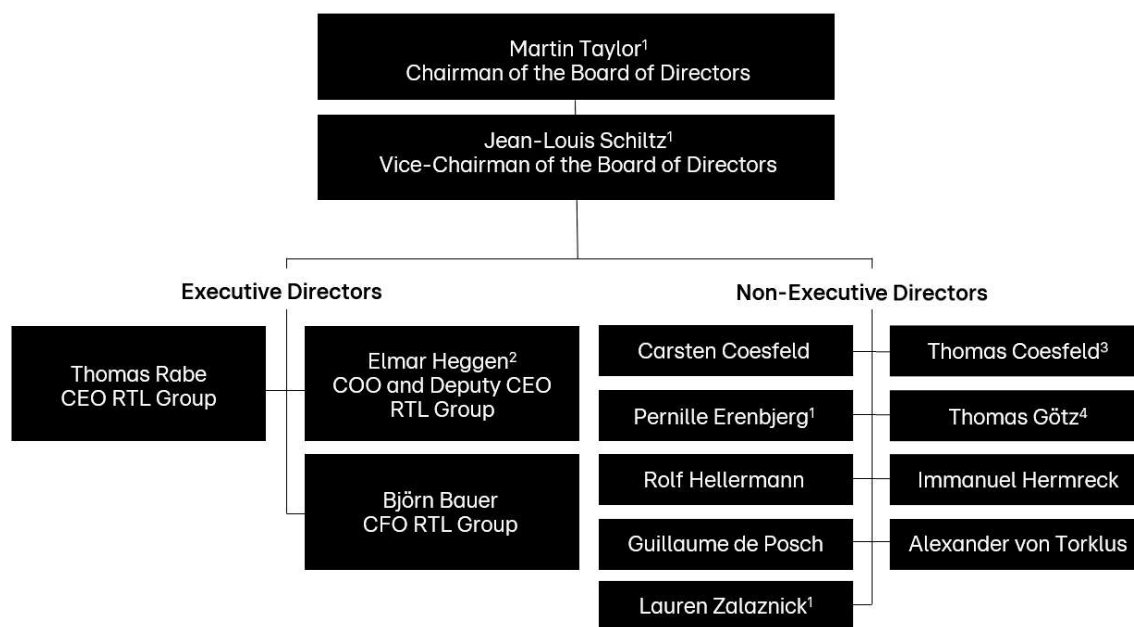 Martin Taylor¹
Chairman of the Board of Directors
Jean-Louis Schiltz¹
Vice-Chairman of the Board of Directors
Executive Directors
Thomas Rabe
CEO RTL Group
Elmar Heggen²
COO and Deputy CEO
RTL Group
Björn Bauer
CFO RTL Group
Non-Executive Directors
Carsten Coesfeld
Thomas Coesfeld³
Pernille Erenbjerg¹
Thomas Götz⁴
Rolf Hellermann
Immanuel Hermreck
Guillaume de Posch
Alexander von Torklus
Lauren Zalaznick¹